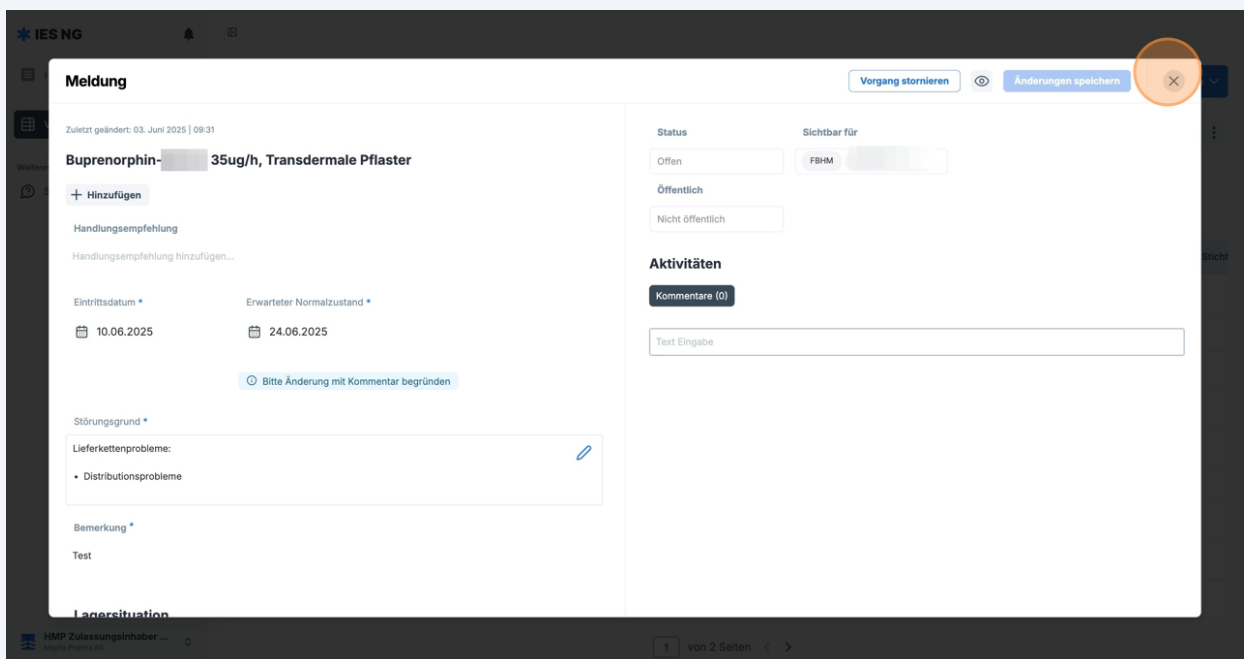 IES NG
Meldung
Vorgang stornieren
Änderungen speichern
Zuletzt geändert: 03. Juni 2025 | 09:31
Buprenorphin- 35ug/h, Transdermale Pflaster
+ Hinzufügen
Handlungsempfehlung
Handlungsempfehlung hinzufügen...
Eintrittsdatum *
Erwarteter Normalzustand *
10.06.2025
24.06.2025
Bitte Änderung mit Kommentar begründen
Störungsgrund *
Lieferkettenprobleme:
• Distributionsprobleme
Bemerkung *
Test
Lagersituation
Status
Sichtbar für
Offen
FBHM
Öffentlich
Nicht öffentlich
Aktivitäten
Kommentare (0)
Text Eingabe
Sticht
HMP Zulassungsinhaber ...
1 von 2 Seiten